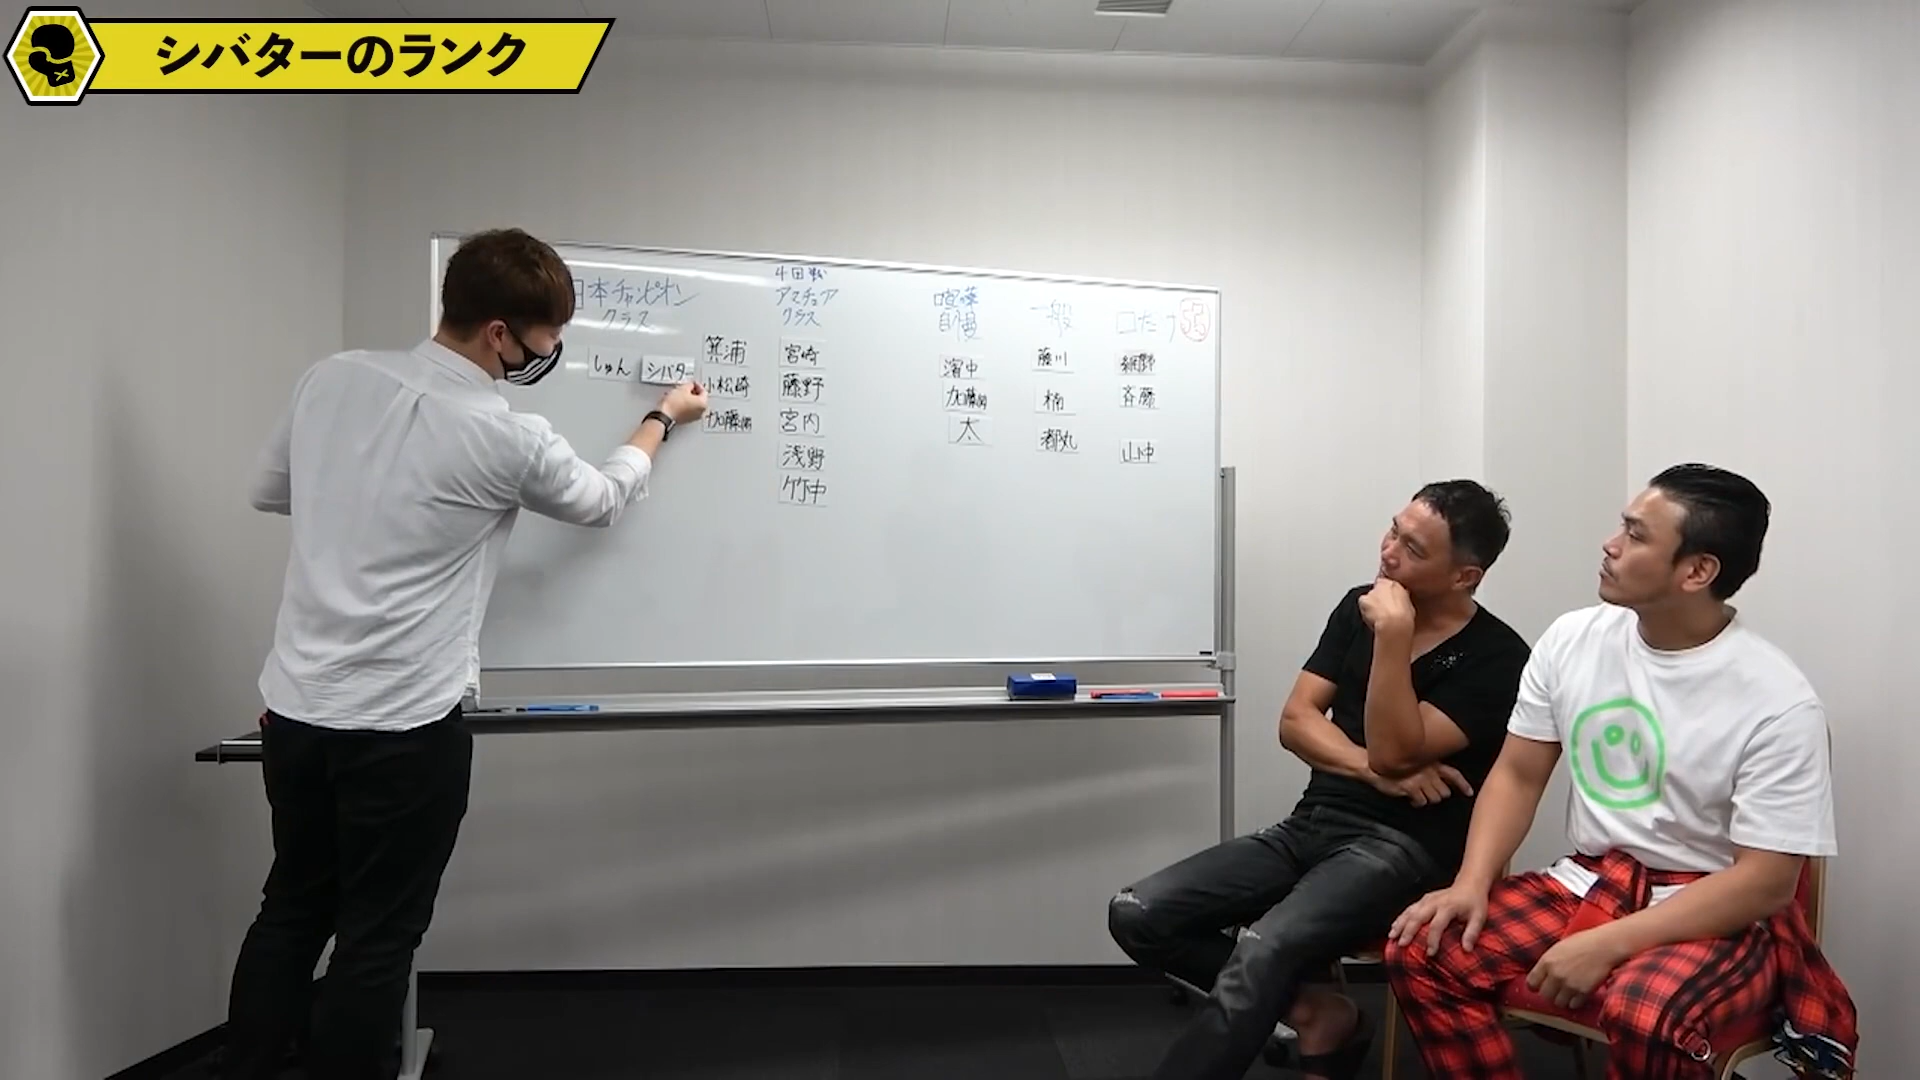 シバターのランク
日本チャンピオン
クラス
しゅん
シバター
箕浦
小松崎
加藤
4回戦
アマチュア
クラス
宮崎
藤野
宮内
浅野
竹中
喧嘩
自慢
濱中
加藤
太
一般
藤川
楠
都丸
口だけ
網野
斉藤
山中